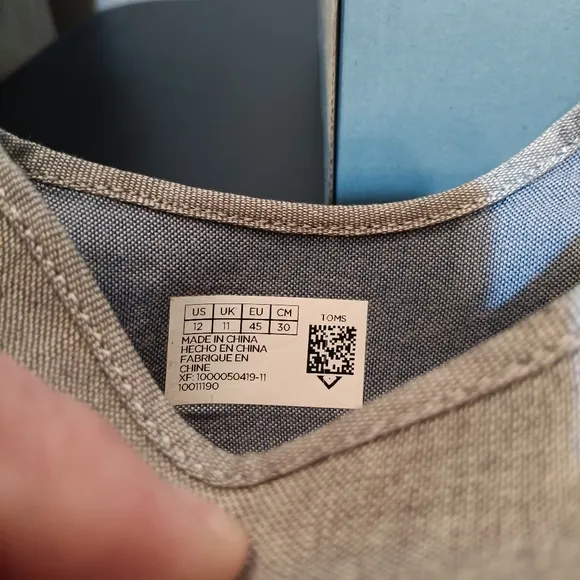 US UK EU CM
12 11 45 30
TOMS
MADE IN CHINA
HECHO EN CHINA
FABRIQUE EN
CHINE
XF: 1000050419-11
10011190